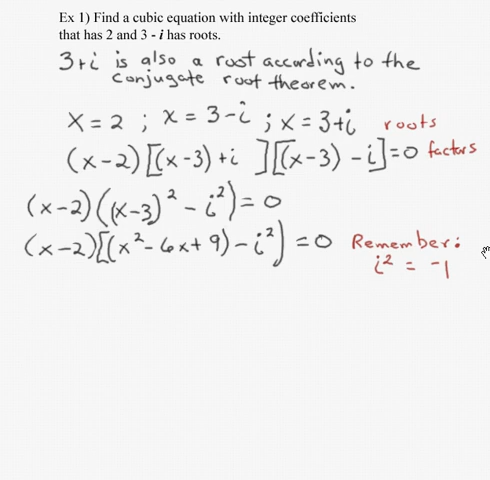 Ex 1) Find a cubic equation with integer coefficients
that has 2 and 3 - i has roots.
3+i is also a root according to the
conjugate root theorem.
x = 2 ; x = 3-i ; x = 3+i roots
(x-2)[(x-3)+i ][(x-3) -i]=0 factors
(x-2)((x-3)² - i²)=0
(x-2)[(x²-6x+9)-i²) = 0 Remember:
i² = -1